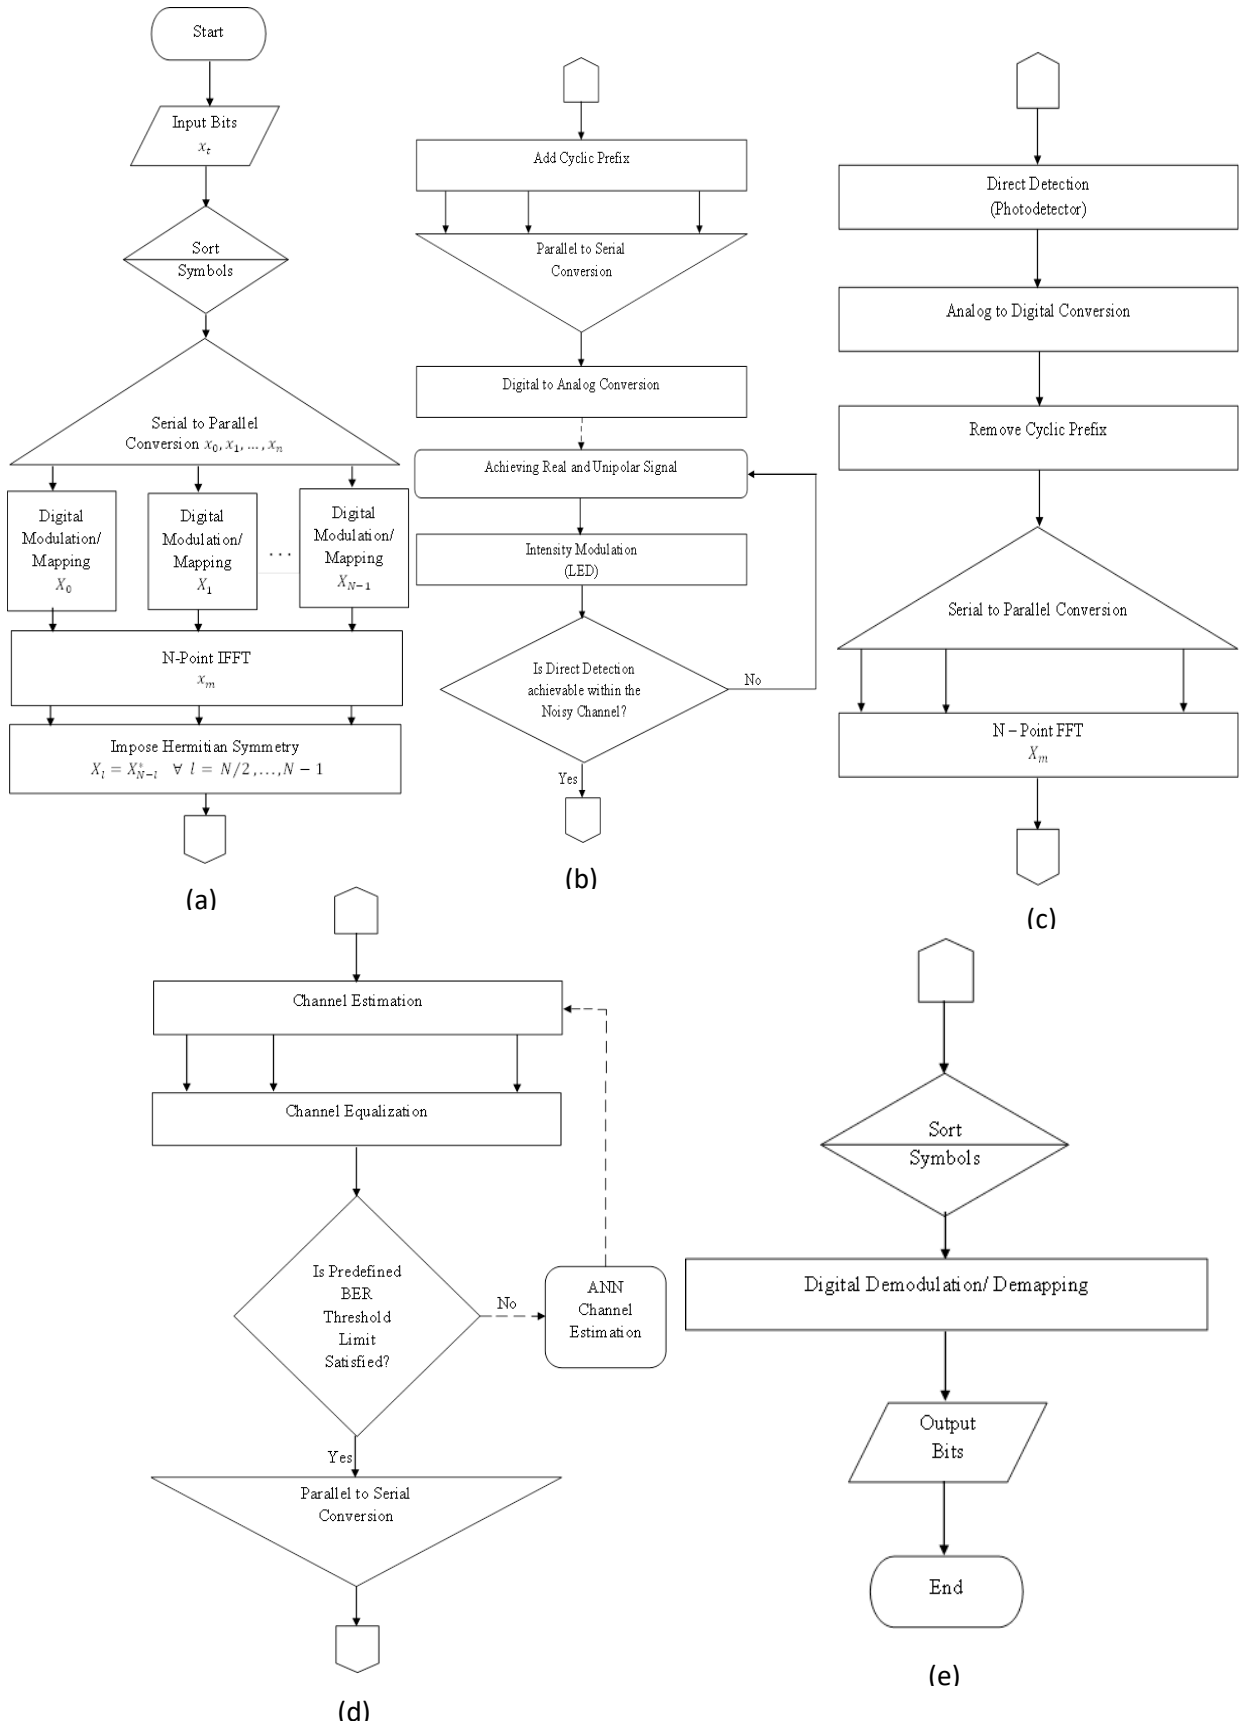 Start
Input Bits
x_t
Sort
Symbols
Serial to Parallel
Conversion x_0, x_1, ..., x_n
Digital
Modulation/
Mapping
X_0
Digital
Modulation/
Mapping
X_1
...
Digital
Modulation/
Mapping
X_{N-1}
N-Point IFFT
x_m
Impose Hermitian Symmetry
X_l = X^*_{N-l} ∀ l = N/2, ..., N − 1
(a)
Add Cyclic Prefix
Parallel to Serial
Conversion
Digital to Analog Conversion
Achieving Real and Unipolar Signal
Intensity Modulation
(LED)
Is Direct Detection
achievable within the
Noisy Channel?
No
Yes
(b)
Direct Detection
(Photodetector)
Analog to Digital Conversion
Remove Cyclic Prefix
Serial to Parallel Conversion
N – Point FFT
X_m
(c)
Channel Estimation
Channel Equalization
Is Predefined
BER
Threshold
Limit
Satisfied?
No
ANN
Channel
Estimation
Yes
Parallel to Serial
Conversion
(d)
Sort
Symbols
Digital Demodulation/ Demapping
Output
Bits
End
(e)